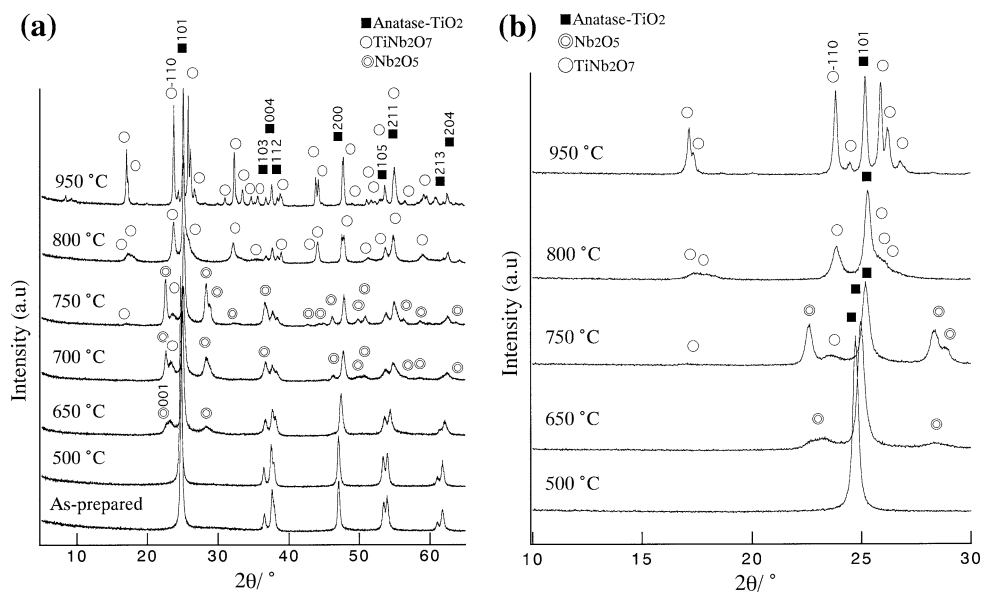 (a)
■Anatase-TiO2
○TiNb2O7
◎Nb2O5
101
-110
004
103
112
200
105
211
213
204
950 °C
800 °C
750 °C
700 °C
001
650 °C
500 °C
As-prepared
Intensity (a.u)
10 20 30 40 50 60
2θ/ °
(b)
■ Anatase-TiO2
◎ Nb2O5
○ TiNb2O7
-110
101
950 °C
800 °C
750 °C
650 °C
500 °C
Intensity (a.u)
10 15 20 25 30
2θ/ °